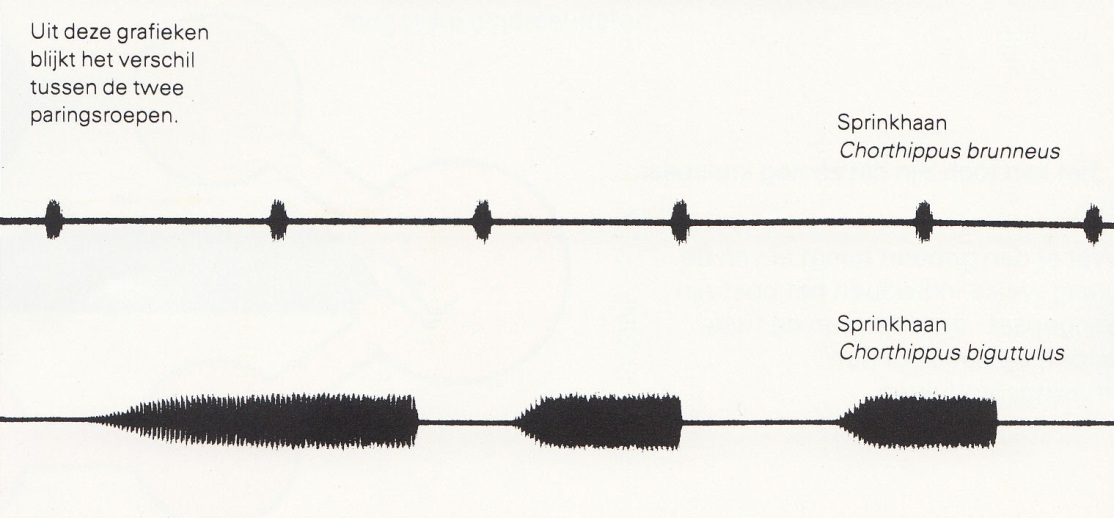 Uit deze grafieken
blijkt het verschil
tussen de twee
paringsroepen.
Sprinkhaan
Chorthippus brunneus
Sprinkhaan
Chorthippus biguttulus